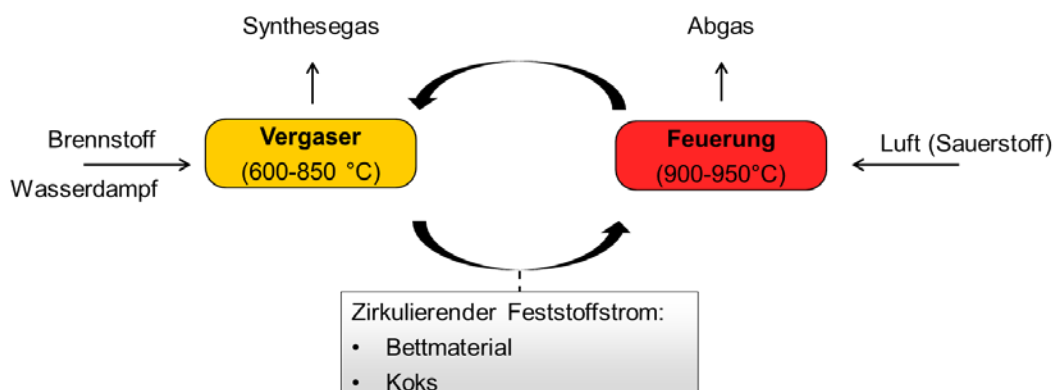 Synthesegas
Abgas
Brennstoff
Wasserdampf
Vergaser
(600-850 °C)
Feuerung
(900-950°C)
Luft (Sauerstoff)
Zirkulierender Feststoffstrom:
• Bettmaterial
• Koks